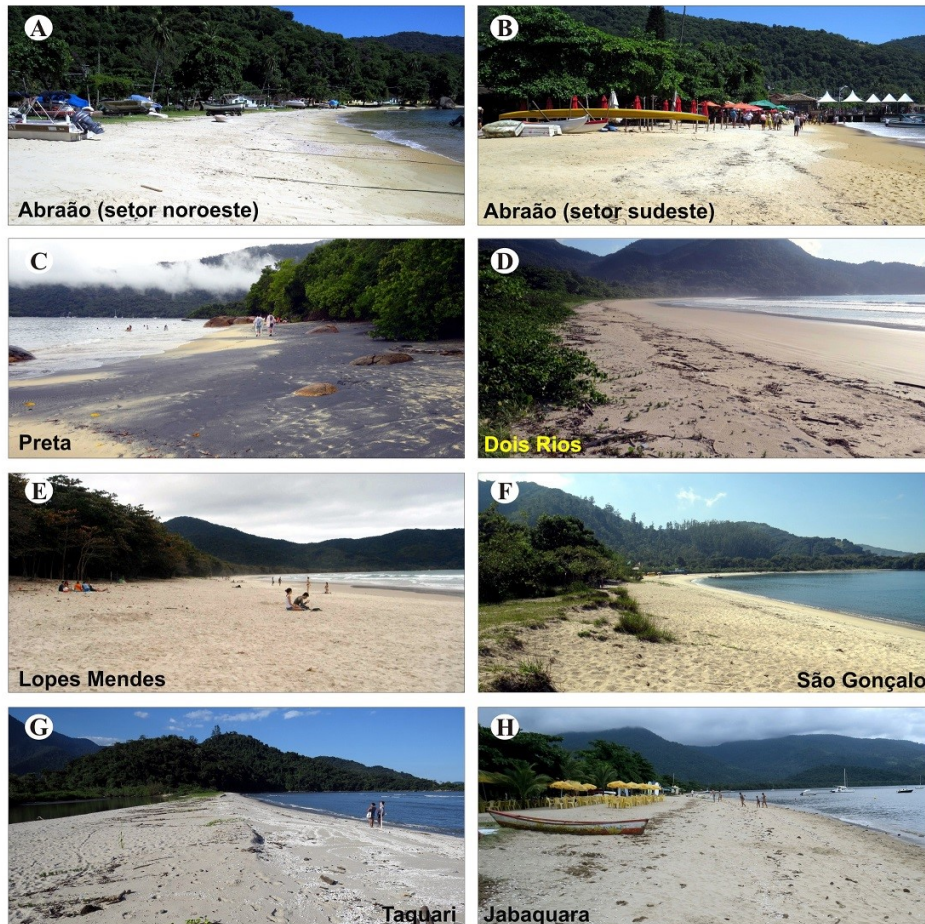 A
Abraão (setor noroeste)
B
Abraão (setor sudeste)
C
Preta
D
Dois Rios
E
Lopes Mendes
F
São Gonçalo
G
Taquari
H
Jabaquara